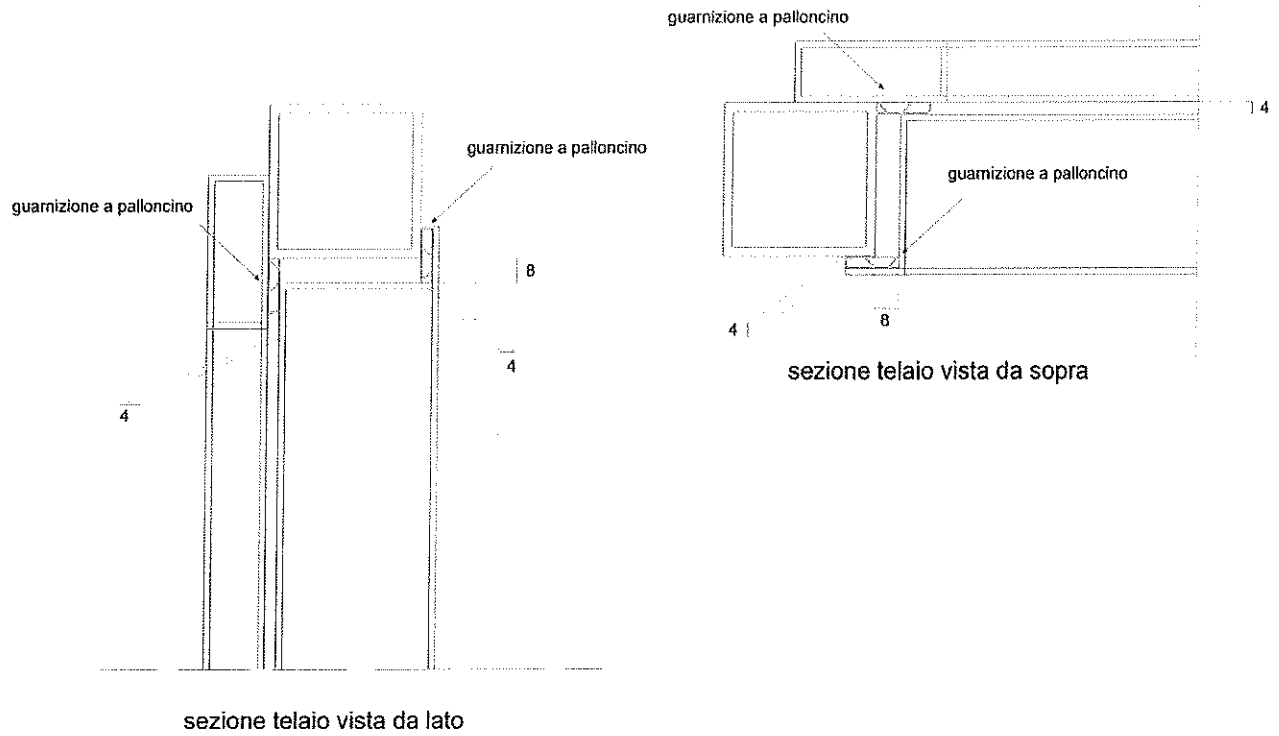 guarnizione a palloncino
guarnizione a palloncino
8
4
4
sezione telaio vista da lato
guarnizione a palloncino
4
guarnizione a palloncino
4
8
sezione telaio vista da sopra